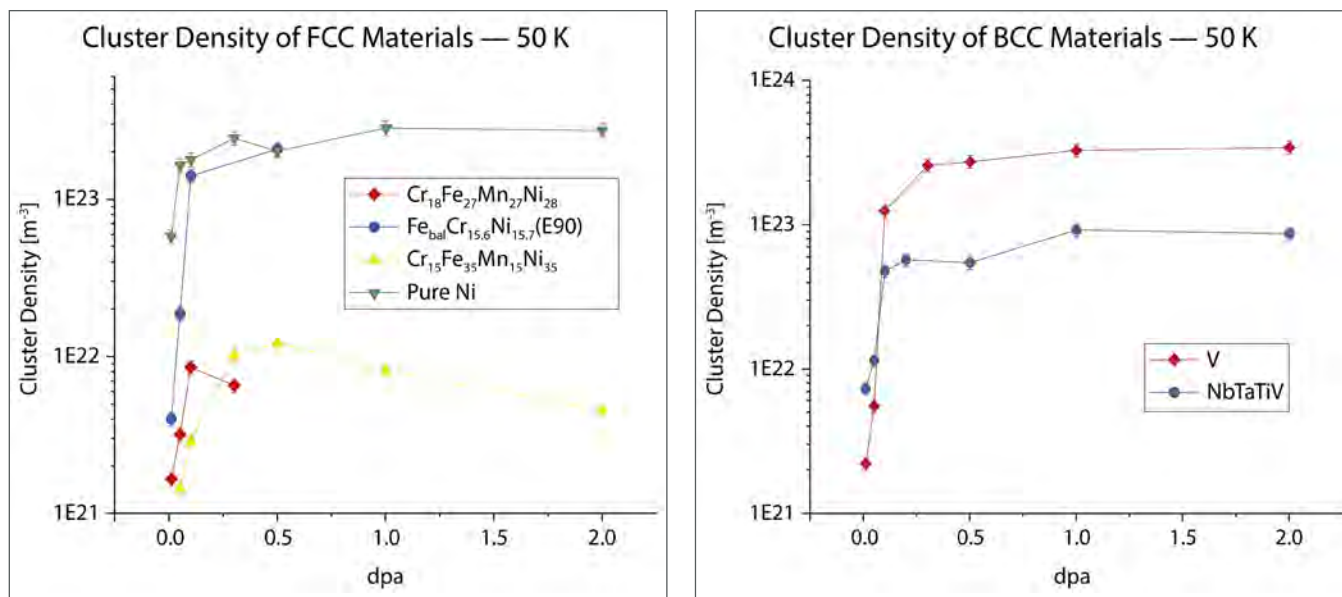 Cluster Density of FCC Materials — 50 K
Cluster Density [m⁻³]
1E23
1E22
1E21
Cr₁₈Fe₂₇Mn₂₇Ni₂₈
Fe_balCr₁₅.₆Ni₁₅.₇(E90)
Cr₁₅Fe₃₅Mn₁₅Ni₃₅
Pure Ni
0.0 0.5 1.0 1.5 2.0
dpa
Cluster Density of BCC Materials — 50 K
Cluster Density [m⁻³]
1E24
1E23
1E22
1E21
V
NbTaTiV
0.0 0.5 1.0 1.5 2.0
dpa